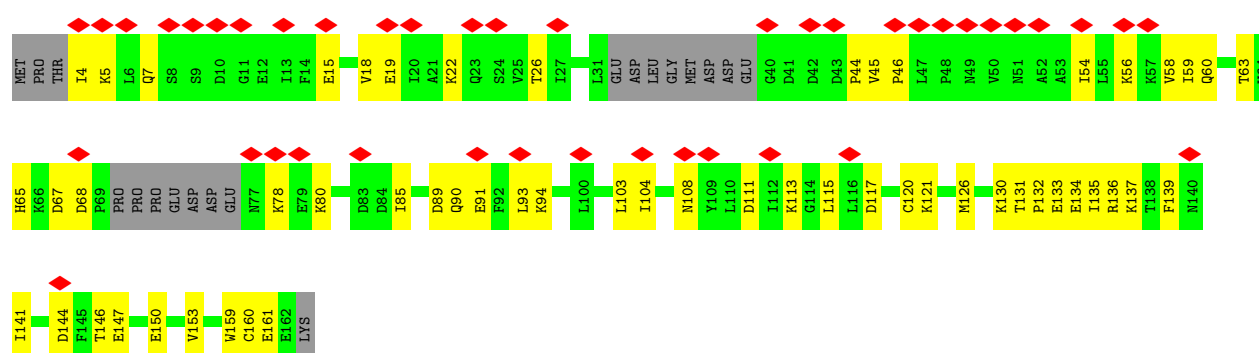 MET PRO THR I4 K5 L6 Q7 S8 S9 D10 G11 E12 I13 F14 E15 V18 E19 I20 A21 K22 Q23 S24 V25 T26 I27 L31 GLU ASP LEU GLY MET ASP ASP GLU G40 D41 D42 D43 P44 V45 P46 L47 P48 N49 V50 N51 A52 A53 I54 L55 K56 K57 V58 I59 Q60 T63
H65 K66 D67 D68 P69 PRO PRO PRO GLU ASP ASP GLU N77 K78 E79 K80 D83 D84 I85 D89 Q90 E91 F92 L93 K94 L100 L103 I104 N108 Y109 L110 D111 I112 K113 G114 L115 L116 D117 C120 K121 M126 K130 T131 P132 E133 E134 I135 R136 K137 T138 F139 N140
I141 D144 F145 T146 E147 E150 V153 W159 C160 E161 E162 LYS